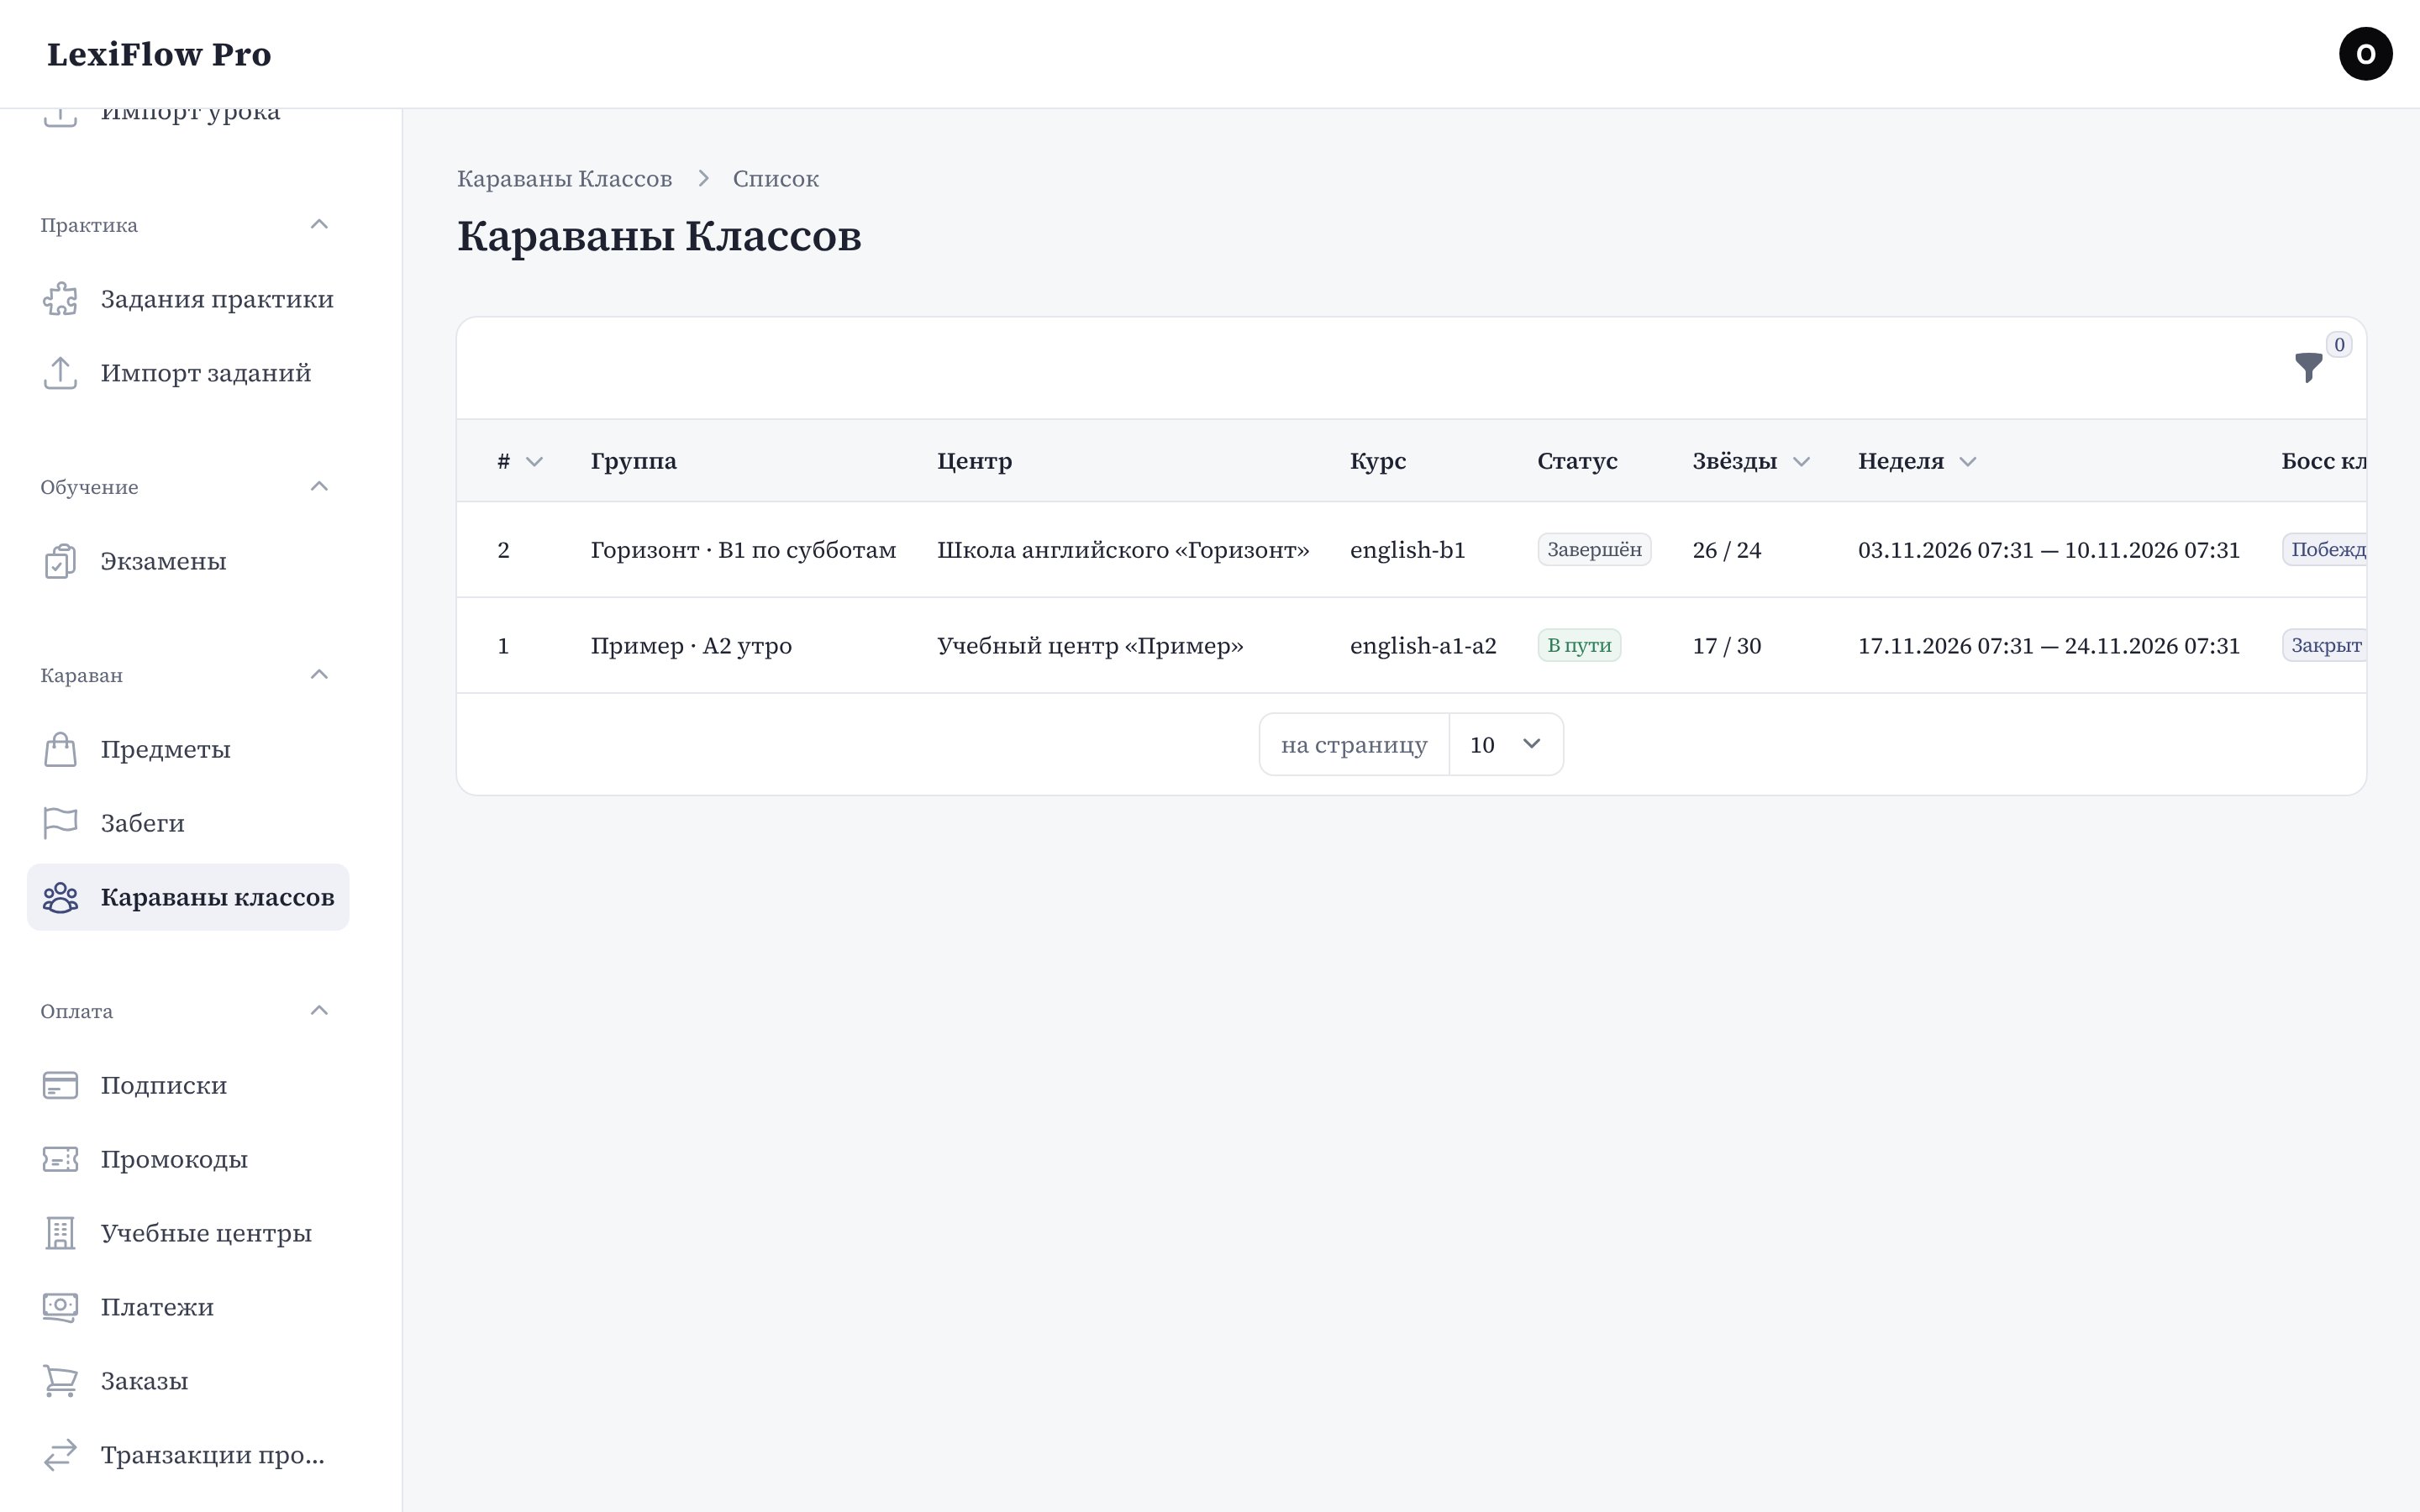 LexiFlow Pro
O
Импорт урока
Практика
Задания практики
Импорт заданий
Обучение
Экзамены
Караван
Предметы
Забеги
Караваны классов
Оплата
Подписки
Промокоды
Учебные центры
Платежи
Заказы
Транзакции про...
Караваны Классов Список
Караваны Классов
0
# Группа Центр Курс Статус Звёзды Неделя Босс кл
2 Горизонт · B1 по субботам Школа английского «Горизонт» english-b1 Завершён 26 / 24 03.11.2026 07:31 — 10.11.2026 07:31 Побежд
1 Пример · A2 утро Учебный центр «Пример» english-a1-a2 В пути 17 / 30 17.11.2026 07:31 — 24.11.2026 07:31 Закрыт
на страницу 10